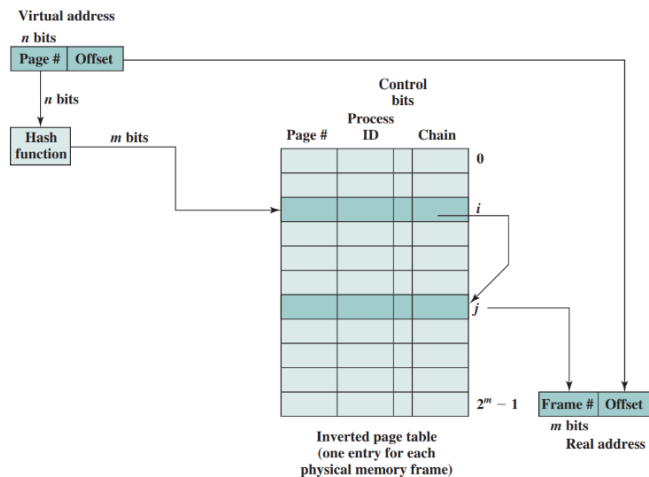 Virtual address
n bits
Page # Offset
n bits
Hash
function
m bits
Control
bits
Process
Page # ID Chain
0
i
j
2^m − 1
Frame # Offset
m bits
Real address
Inverted page table
(one entry for each
physical memory frame)